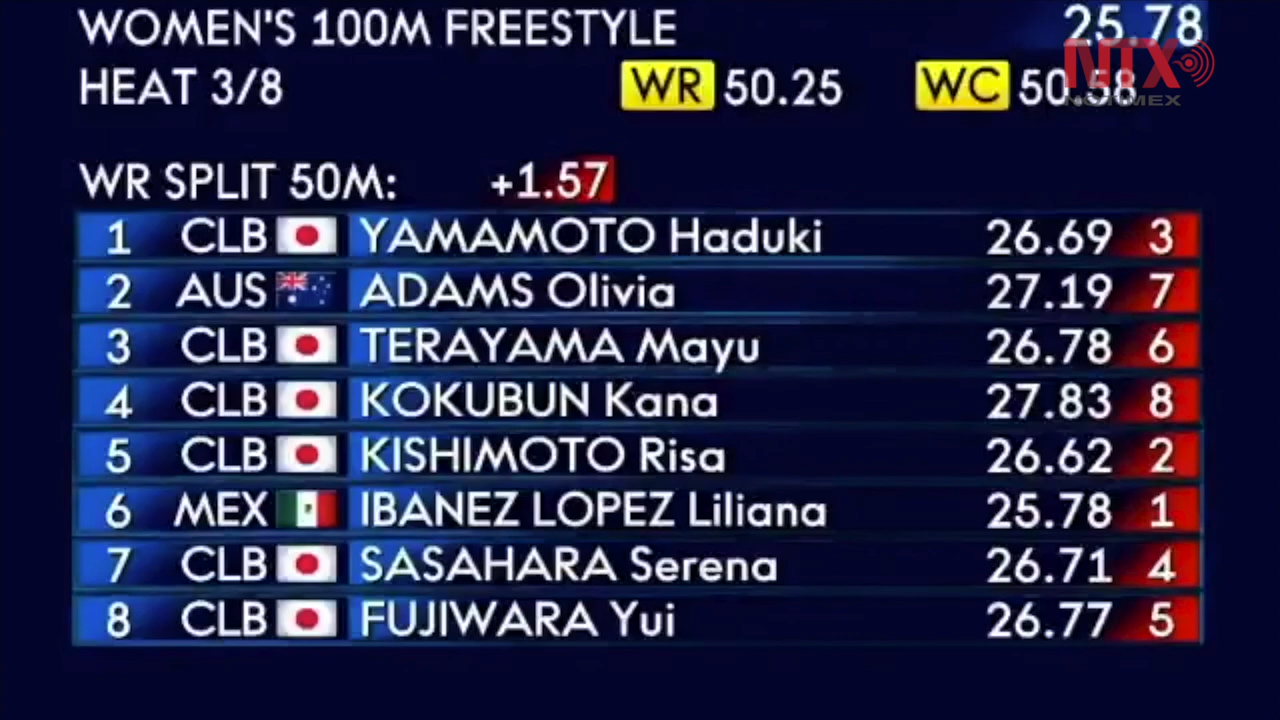 WOMEN'S 100M FREESTYLE 25.78
HEAT 3/8 WR 50.25 WC 50.58
NTX
NOTIMEX
WR SPLIT 50M: +1.57
1 CLB YAMAMOTO Haduki 26.69 3
2 AUS ADAMS Olivia 27.19 7
3 CLB TERAYAMA Mayu 26.78 6
4 CLB KOKUBUN Kana 27.83 8
5 CLB KISHIMOTO Risa 26.62 2
6 MEX IBANEZ LOPEZ Liliana 25.78 1
7 CLB SASAHARA Serena 26.71 4
8 CLB FUJIWARA Yui 26.77 5